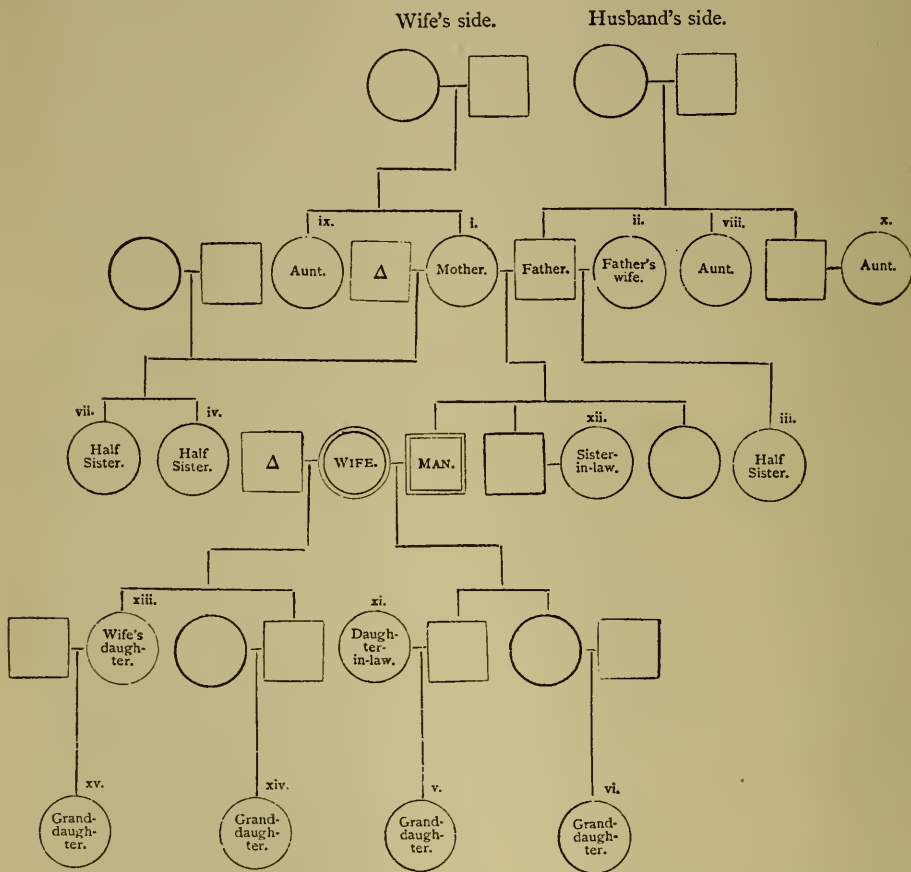 Wife's side. Husband's side.
ix. i. ii. viii. x.
Aunt. Δ Mother. Father. Father's
wife. Aunt. Aunt.
vii. iv. xii. iii.
Half
Sister.
Half
Sister.
Δ
WIFE.
MAN.
Sister-
in-law.
Half
Sister.
xiii. xi.
Wife's
daugh-
ter.
Daugh-
ter-
in-law.
xv. xiv. v. vi.
Grand-
daugh-
ter.
Grand-
daugh-
ter.
Grand-
daugh-
ter.
Grand-
daugh-
ter.